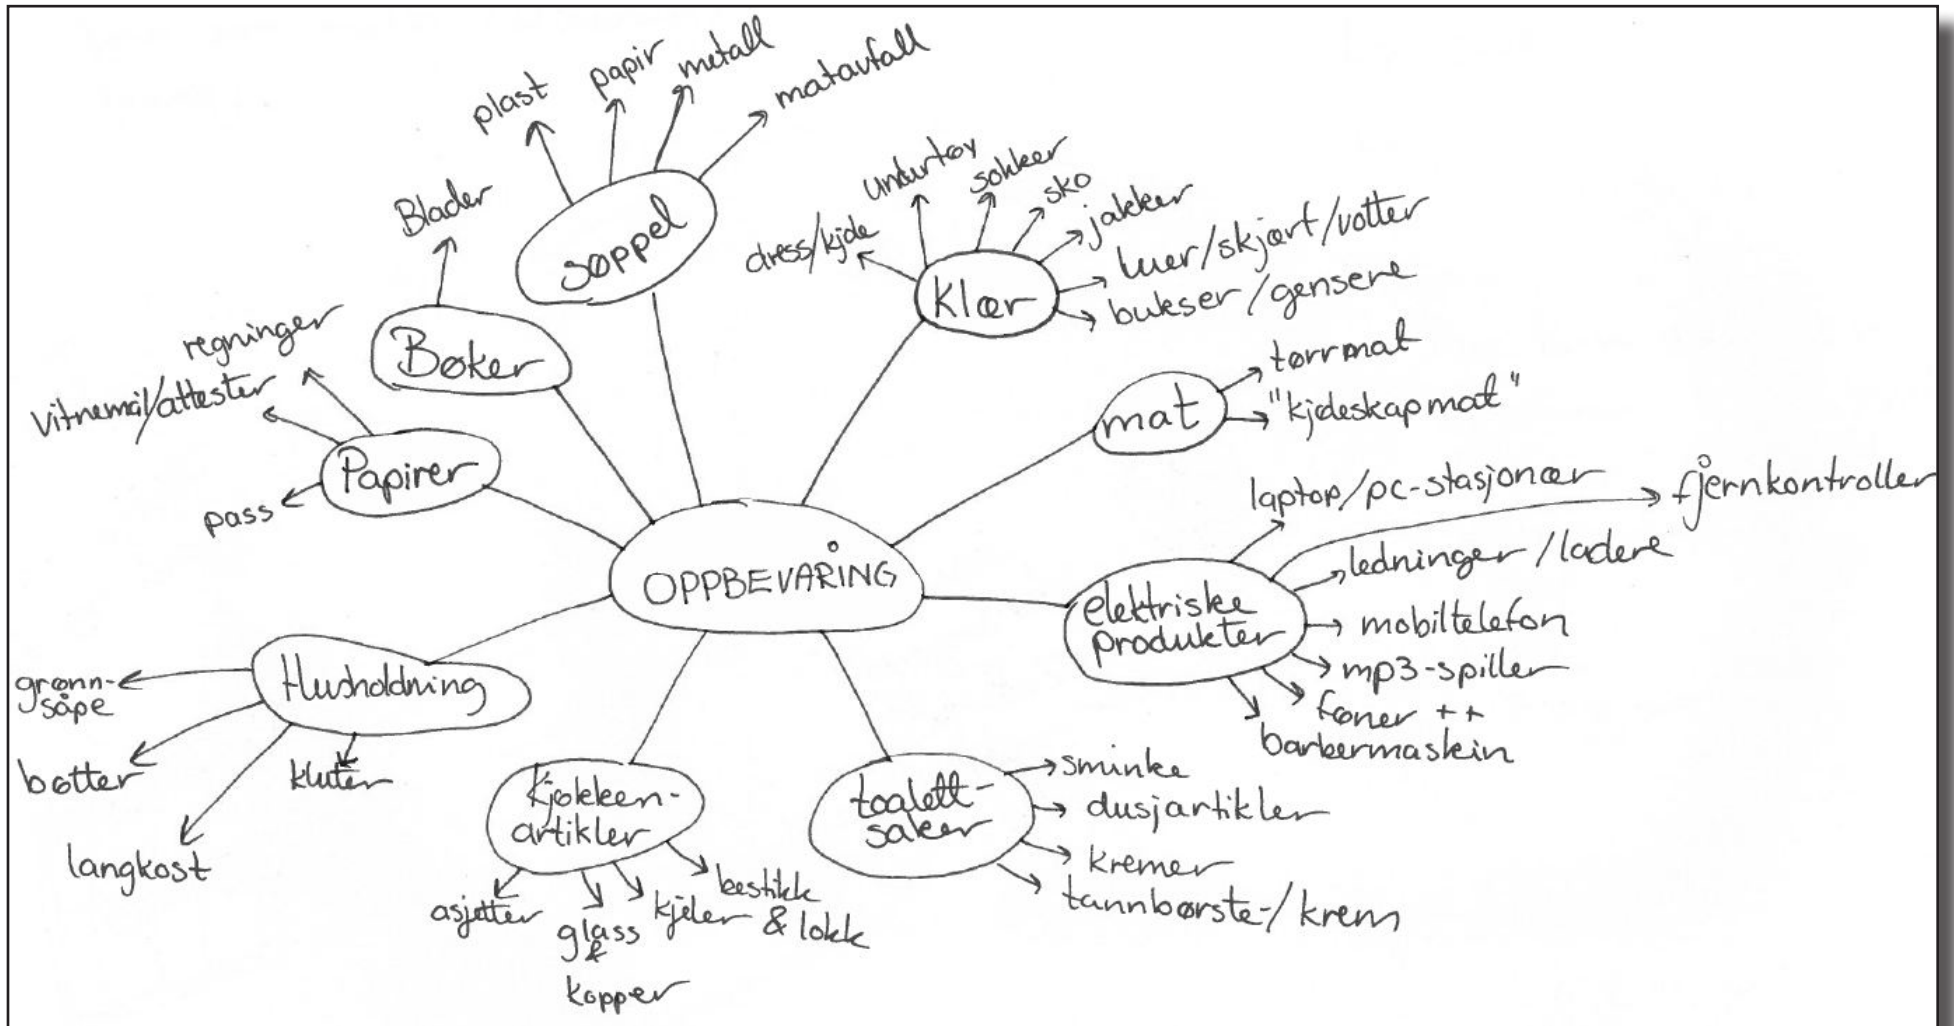 OPPBEVARING
søppel
plast
papir
metall
matavfall
Klær
dress/kjole
undertøy
sokker
sko
jakker
luer/skjørt/votter
bukser/gensere
mat
tørrmat
"kjøleskapmat"
elektriske
produkter
laptop/pc-stasjonær
fjernkontroller
ledninger/ladere
mobiltelefon
mp3-spiller
føner ++
barbermaskin
toalett-
saker
sminke
dusjartikler
kremer
tannbørste-/krem
Kjøkken-
artikler
bestikk
kjeler & lokk
glass
&
kopper
asjetter
Husholdning
kluter
langkost
bøtter
grønn-
såpe
Papirer
pass
vitnemål/attester
regninger
Bøker
Blader